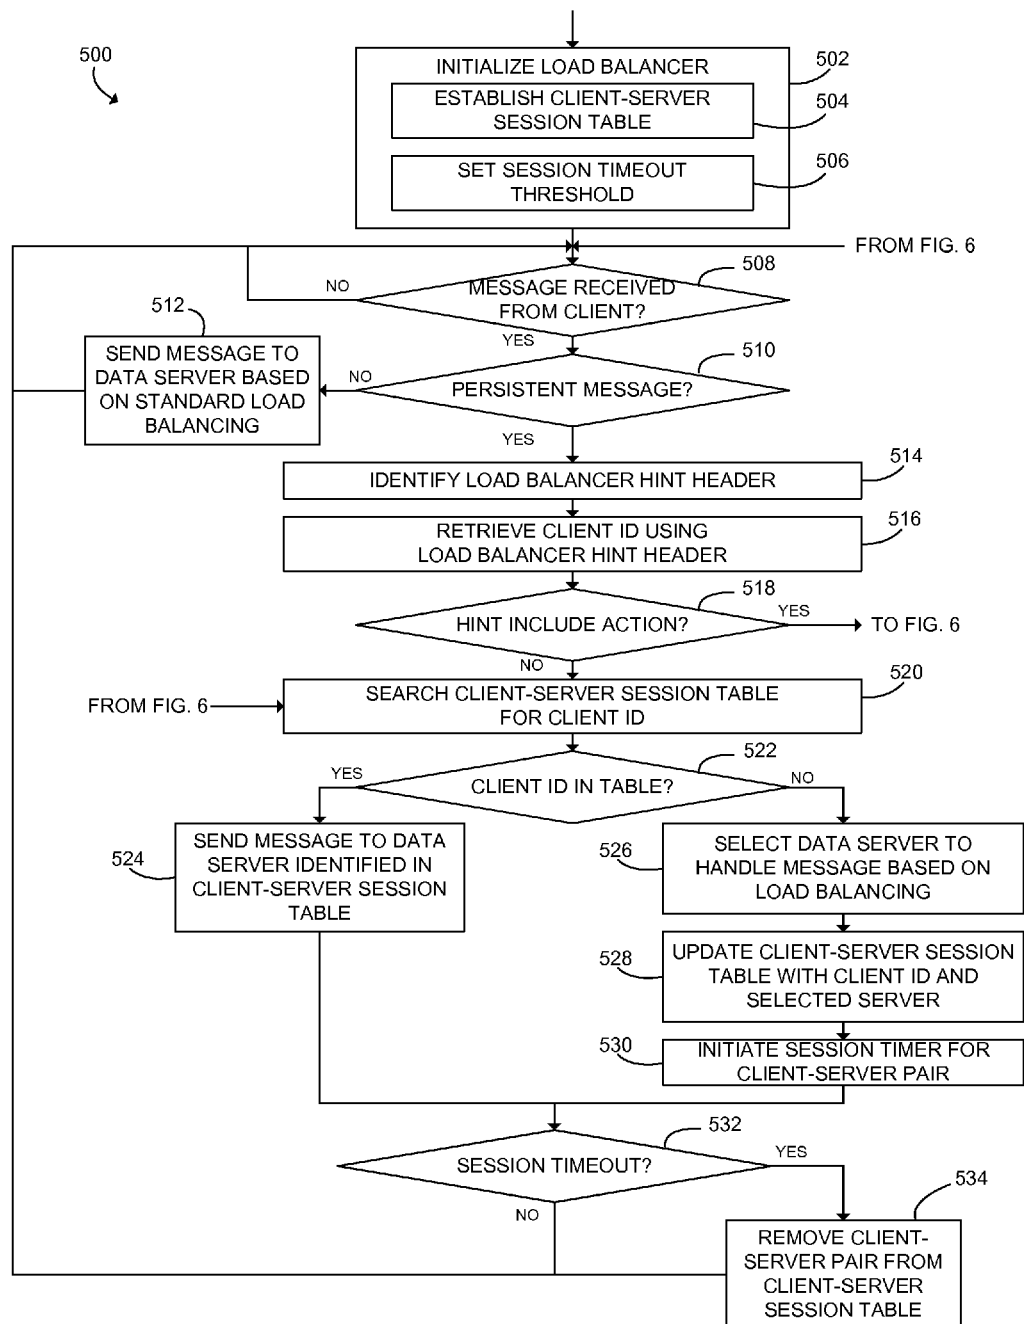 500
INITIALIZE LOAD BALANCER
502
ESTABLISH CLIENT-SERVER
SESSION TABLE
504
SET SESSION TIMEOUT
THRESHOLD
506
FROM FIG. 6
508
MESSAGE RECEIVED
FROM CLIENT?
NO
YES
510
PERSISTENT MESSAGE?
NO
512
SEND MESSAGE TO
DATA SERVER BASED
ON STANDARD LOAD
BALANCING
YES
514
IDENTIFY LOAD BALANCER HINT HEADER
516
RETRIEVE CLIENT ID USING
LOAD BALANCER HINT HEADER
518
HINT INCLUDE ACTION?
YES
TO FIG. 6
NO
520
FROM FIG. 6
SEARCH CLIENT-SERVER SESSION TABLE
FOR CLIENT ID
522
CLIENT ID IN TABLE?
YES
NO
524
SEND MESSAGE TO DATA
SERVER IDENTIFIED IN
CLIENT-SERVER SESSION
TABLE
526
SELECT DATA SERVER TO
HANDLE MESSAGE BASED ON
LOAD BALANCING
528
UPDATE CLIENT-SERVER SESSION
TABLE WITH CLIENT ID AND
SELECTED SERVER
530
INITIATE SESSION TIMER FOR
CLIENT-SERVER PAIR
532
SESSION TIMEOUT?
YES
NO
534
REMOVE CLIENT-
SERVER PAIR FROM
CLIENT-SERVER
SESSION TABLE